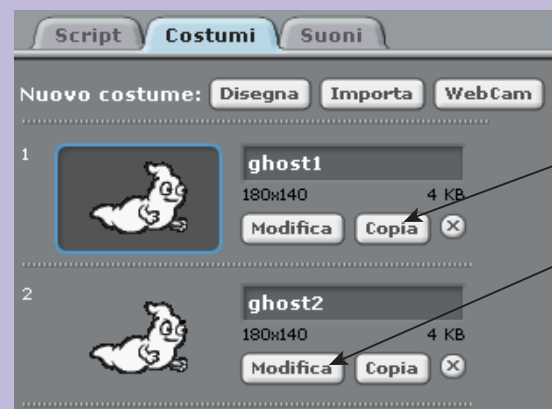 Script Costumi Suoni
Nuovo costume: Disegna Importa WebCam
1
ghost1
180x140 4 KB
Modifica Copia X
2
ghost2
180x140 4 KB
Modifica Copia X